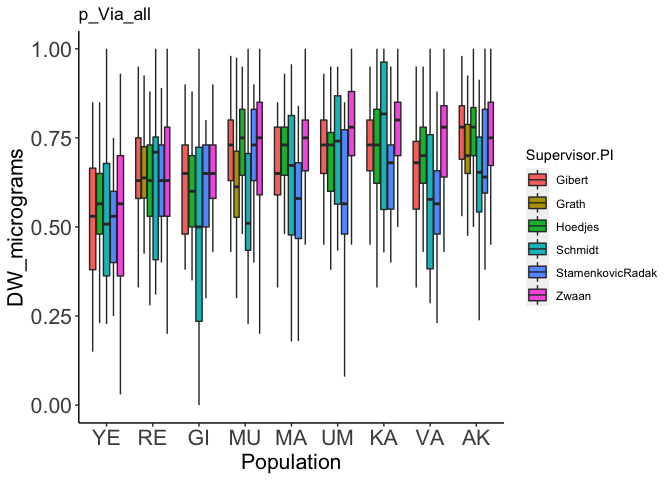 p_Via_all
1.00
0.75
0.50
0.25
0.00
DW_micrograms
YE RE GI MU MA UM KA VA AK
Population
Supervisor.PI
Gibert
Grath
Hoedjes
Schmidt
StamenkovicRadak
Zwaan